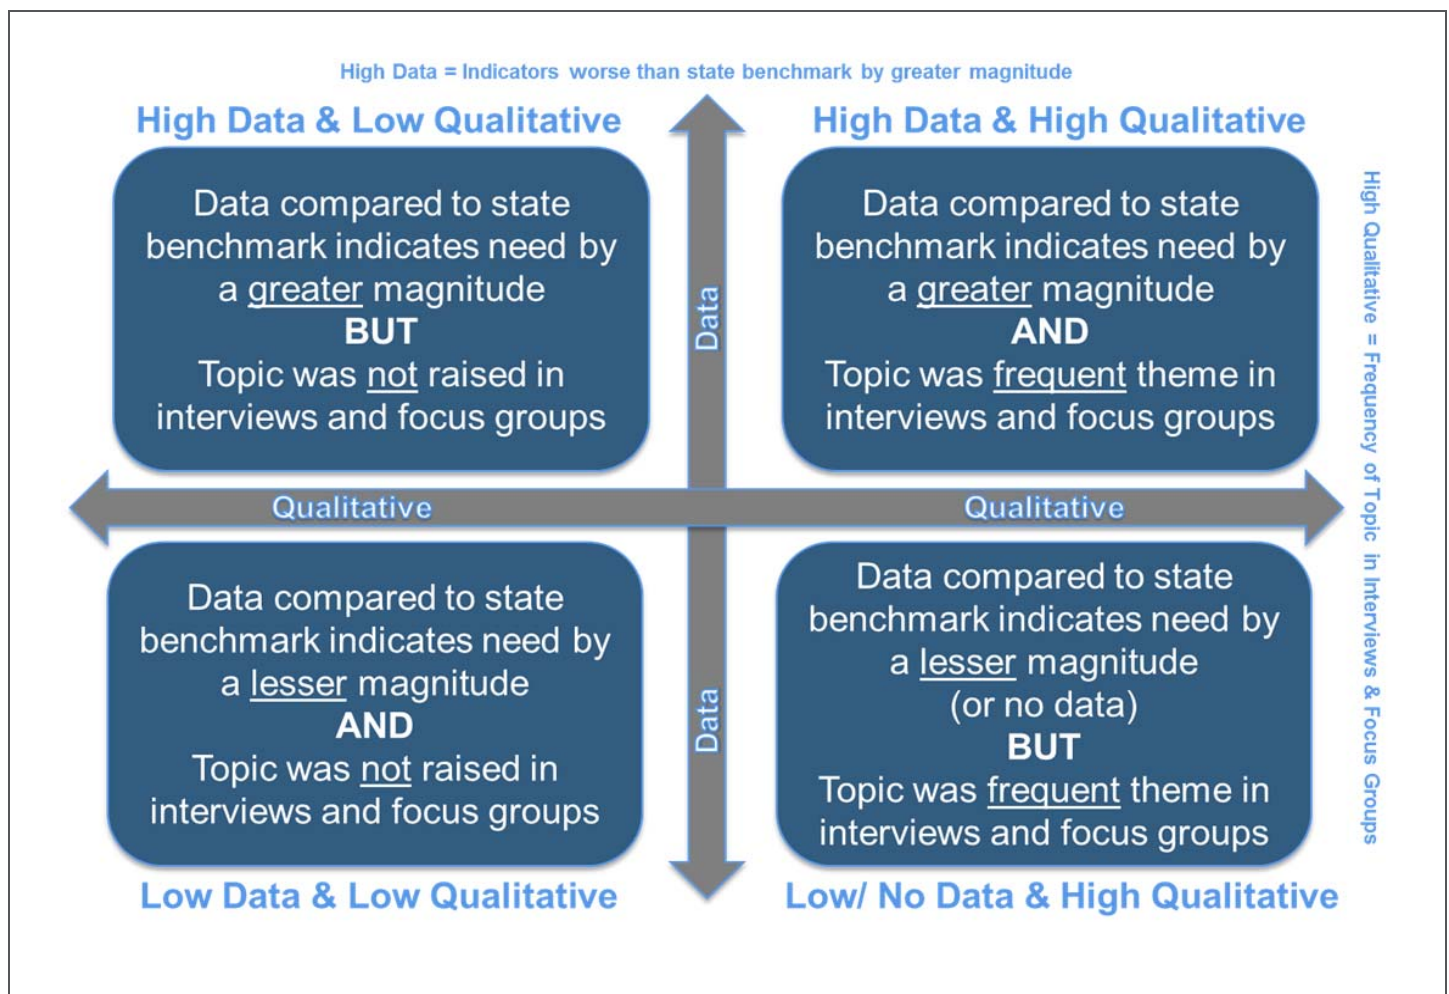 High Data = Indicators worse than state benchmark by greater magnitude
High Data & Low Qualitative
Data compared to state
benchmark indicates need by
a greater magnitude
BUT
Topic was not raised in
interviews and focus groups
High Data & High Qualitative
Data compared to state
benchmark indicates need by
a greater magnitude
AND
Topic was frequent theme in
interviews and focus groups
High Qualitative = Frequency of Topic in Interviews & Focus Groups
Data
Qualitative
Qualitative
Data
Data compared to state
benchmark indicates need by
a lesser magnitude
AND
Topic was not raised in
interviews and focus groups
Low Data & Low Qualitative
Data compared to state
benchmark indicates need by
a lesser magnitude
(or no data)
BUT
Topic was frequent theme in
interviews and focus groups
Low/ No Data & High Qualitative